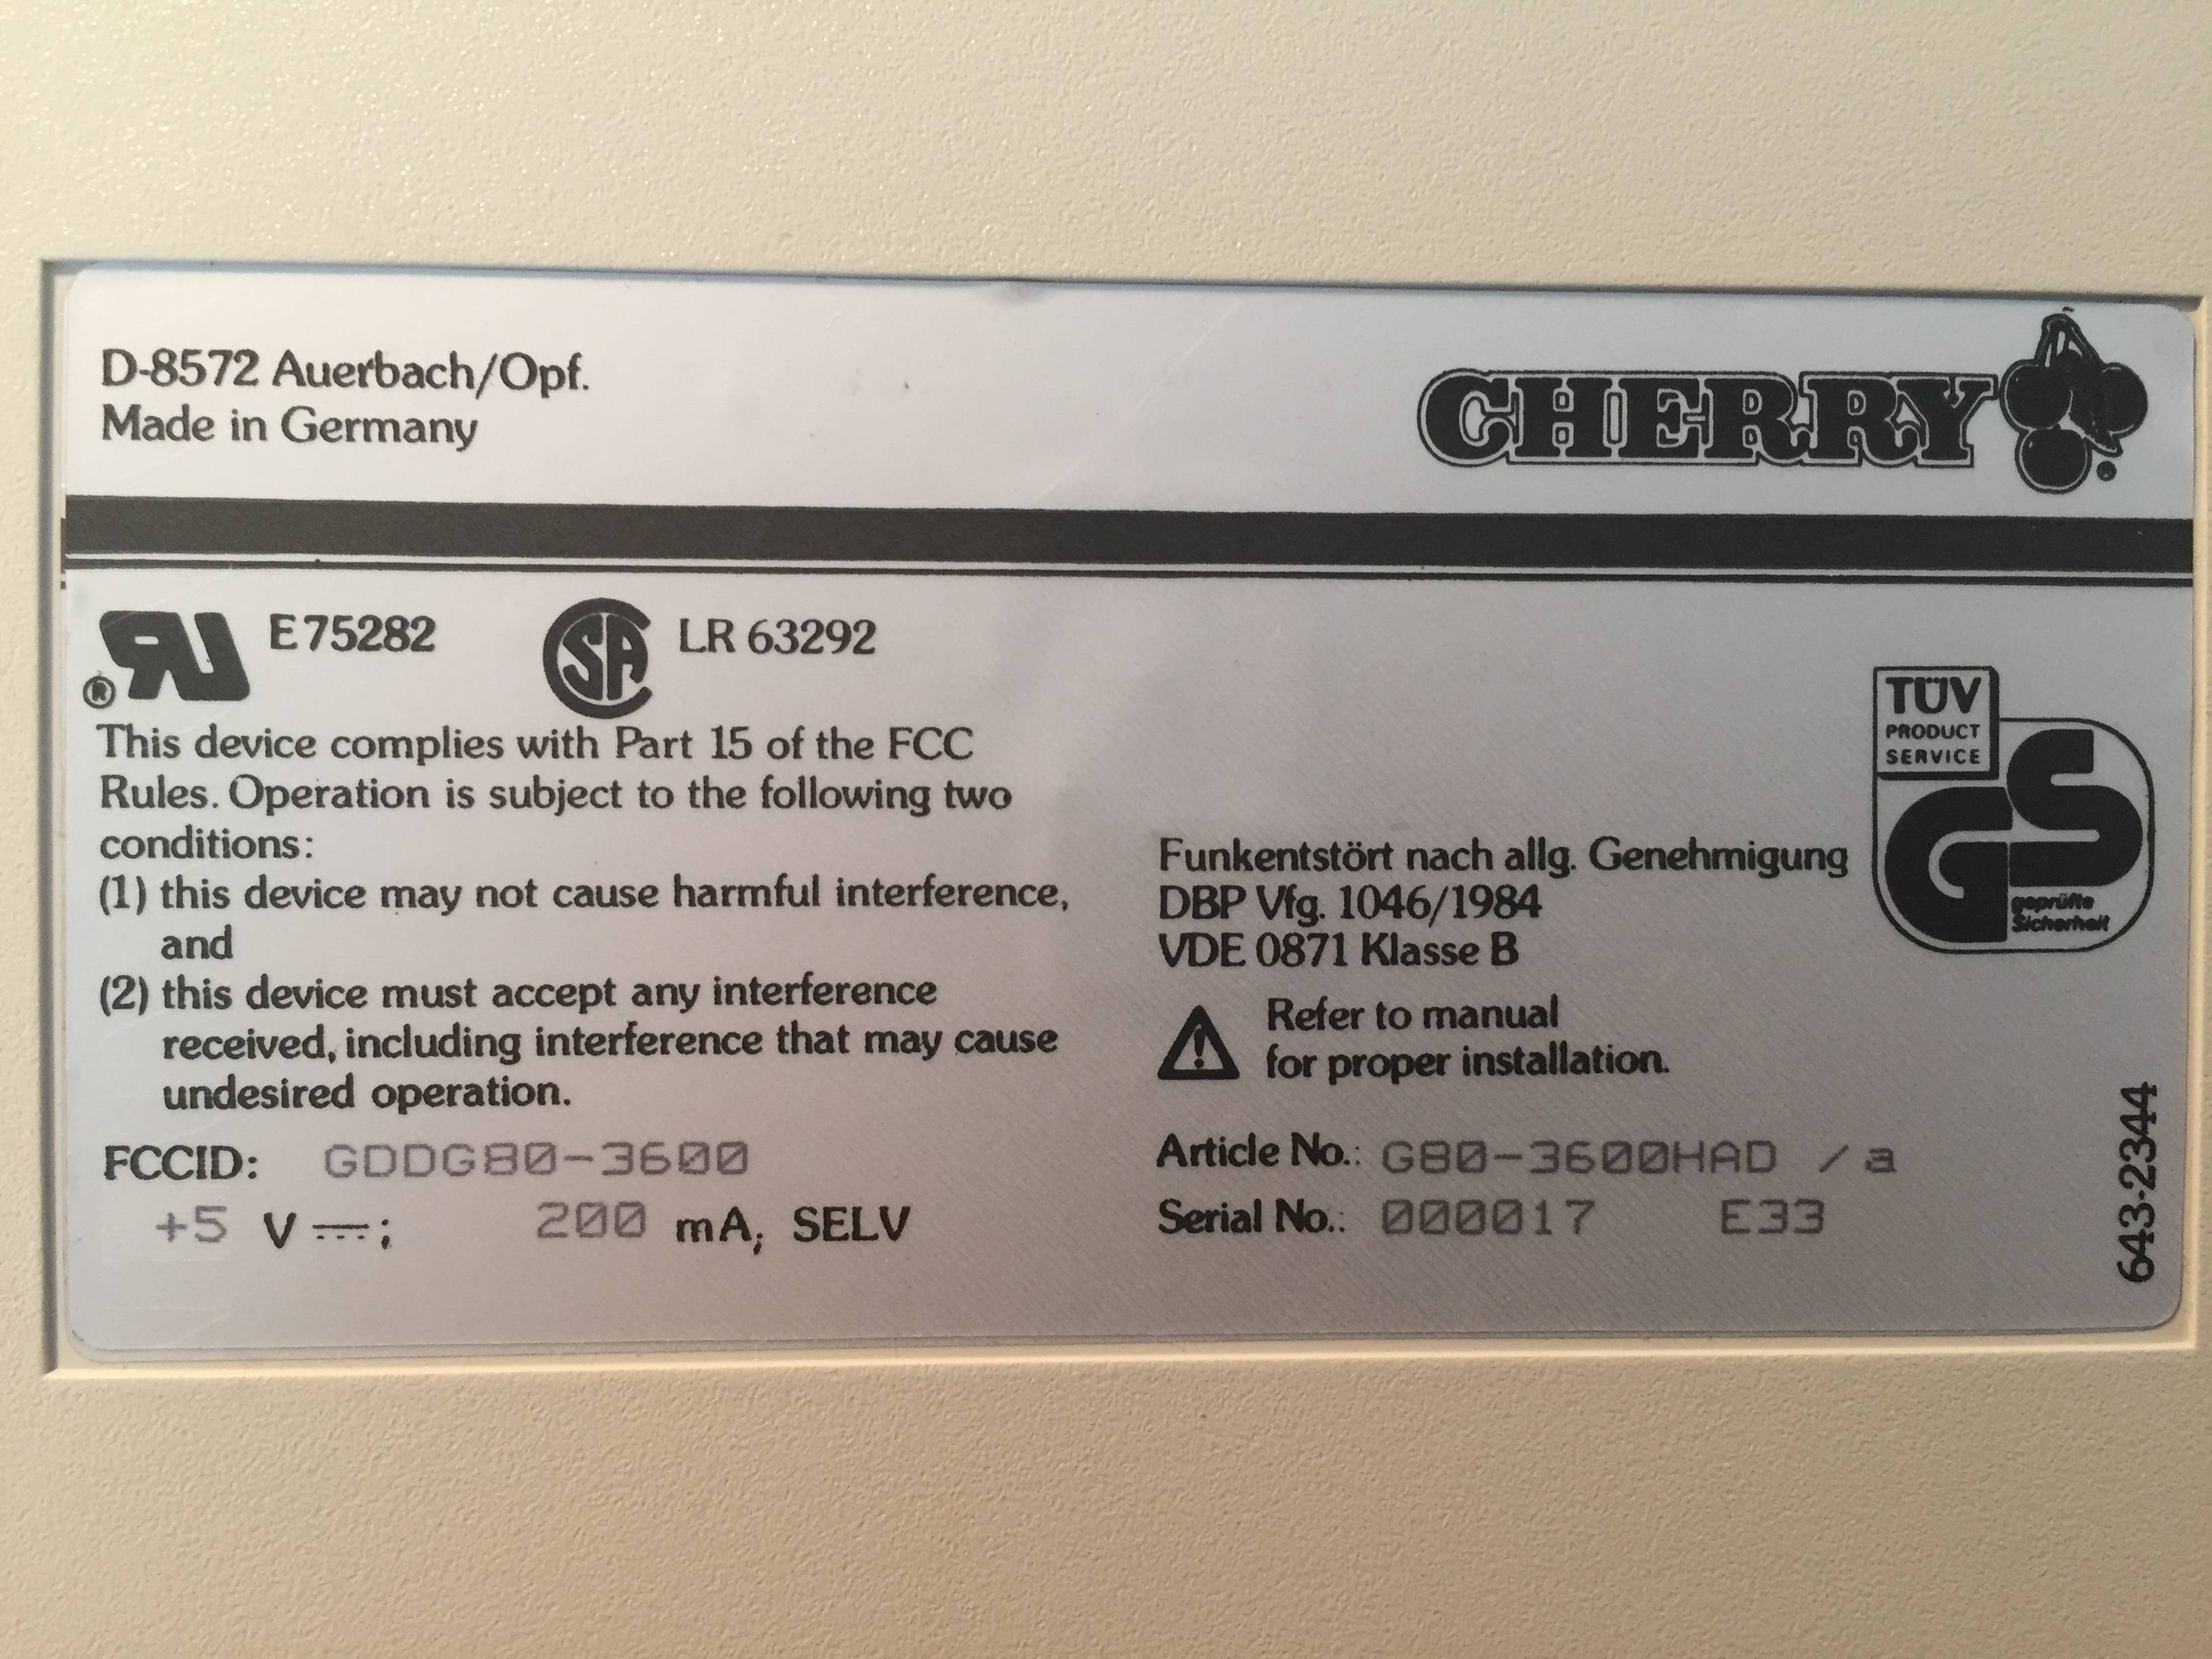 D-8572 Auerbach/Opf.
Made in Germany
CHERRY
®
E75282
SA
LR 63292
®
This device complies with Part 15 of the FCC
Rules. Operation is subject to the following two
conditions:
(1) this device may not cause harmful interference,
and
(2) this device must accept any interference
received, including interference that may cause
undesired operation.
FCCID: GDDG80-3600
+5 V ⎓; 200 mA, SELV
TÜV
PRODUCT
SERVICE
GS
geprüfte
Sicherheit
Funkentstört nach allg. Genehmigung
DBP Vfg. 1046/1984
VDE 0871 Klasse B
Refer to manual
for proper installation.
Article No.: G80-3600HAD /a
Serial No.: 000017 E33
643-2344